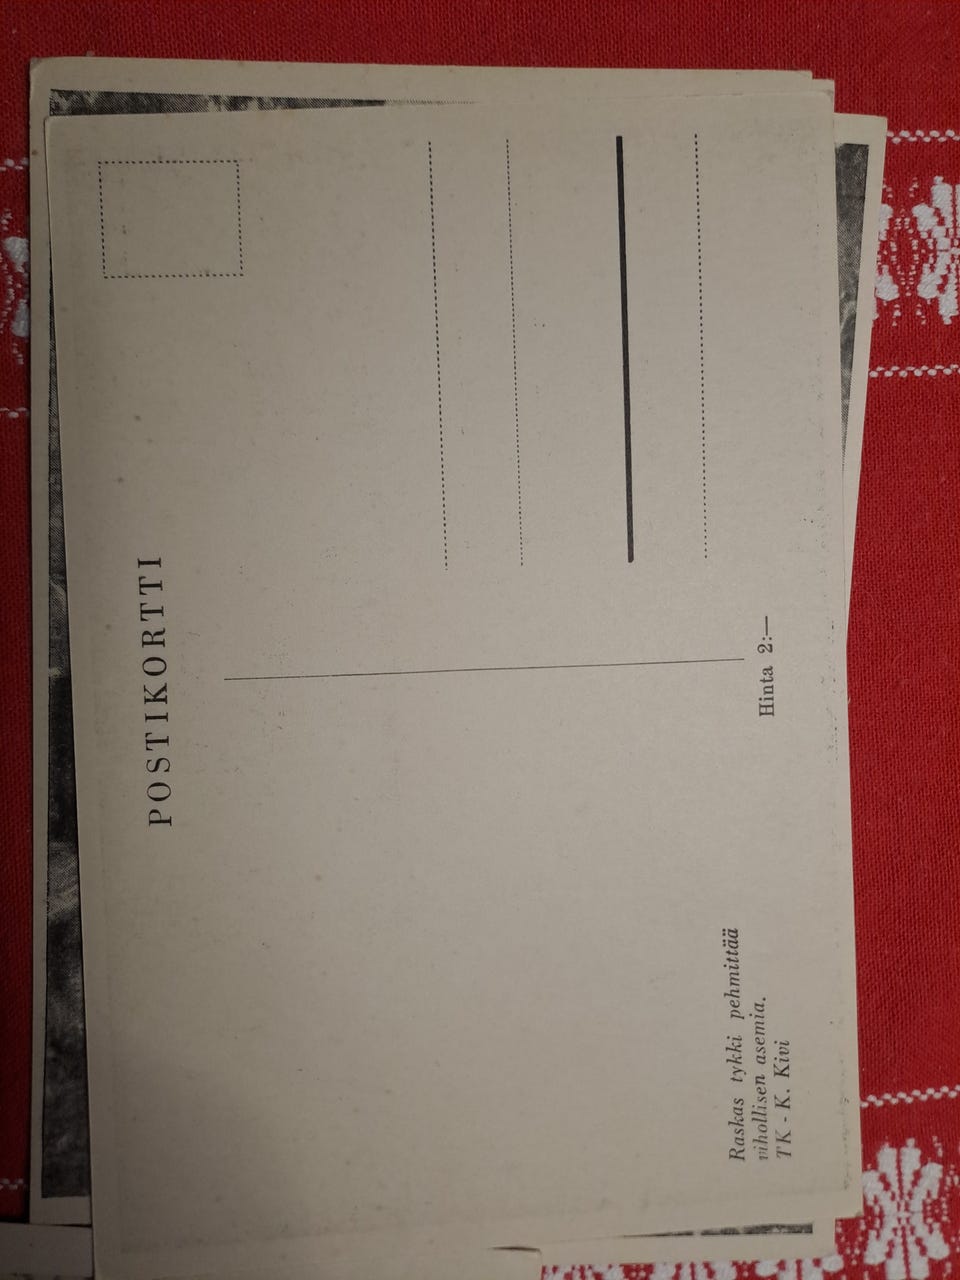 POSTIKORTTI
Raskas tykki pehmittää
vihollisen asemia.
TK - K. Kivi
Hinta 2:—